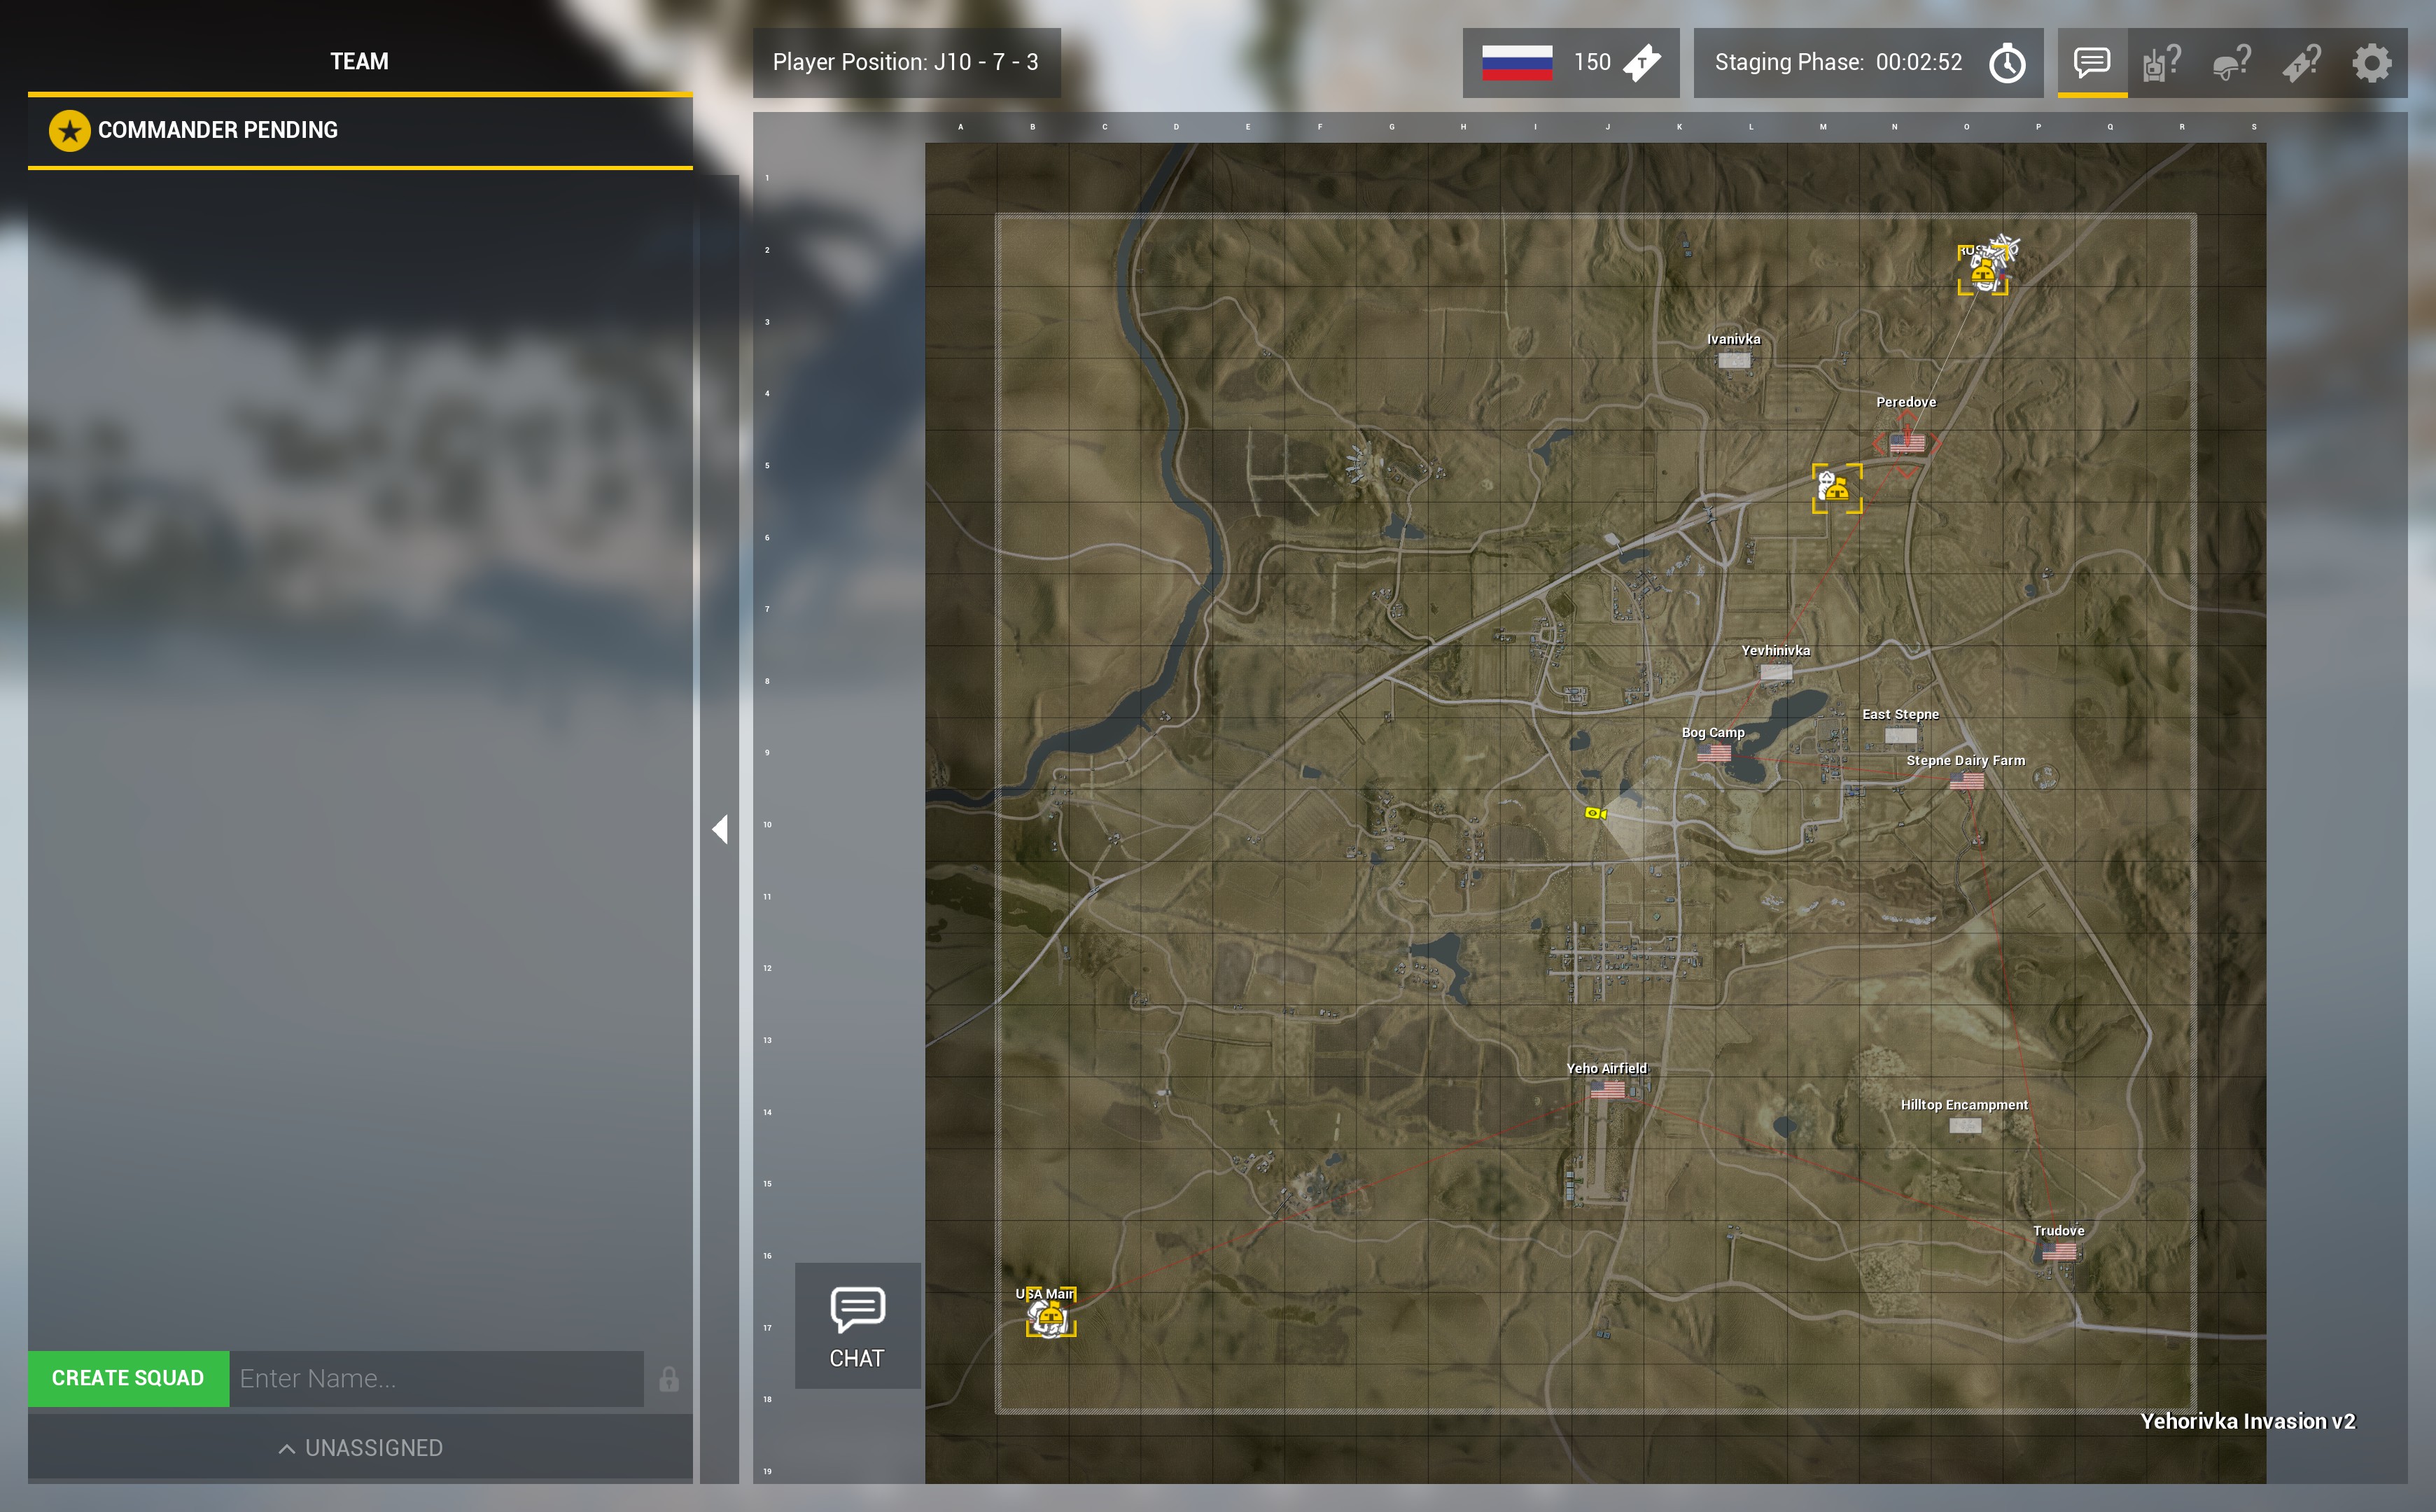 TEAM
COMMANDER PENDING
Player Position: J10 - 7 - 3
150
T
Staging Phase: 00:02:52
A B C D E F G H I J K L M N O P Q R S
1
2
3
4
5
6
7
8
9
10
11
12
13
14
15
16
17
18
19
Ivanivka
Peredove
Yevhinivka
East Stepne
Bog Camp
Stepne Dairy Farm
Yeho Airfield
Hilltop Encampment
Trudove
USA Main
CHAT
CREATE SQUAD
Enter Name...
UNASSIGNED
Yehorivka Invasion v2